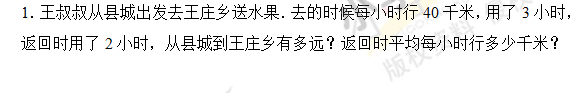 1. 王叔叔从县城出发去王庄乡送水果．去的时候每小时行 40 千米，用了 3 小时，
返回时用了 2 小时，从县城到王庄乡有多远？返回时平均每小时行多少千米？